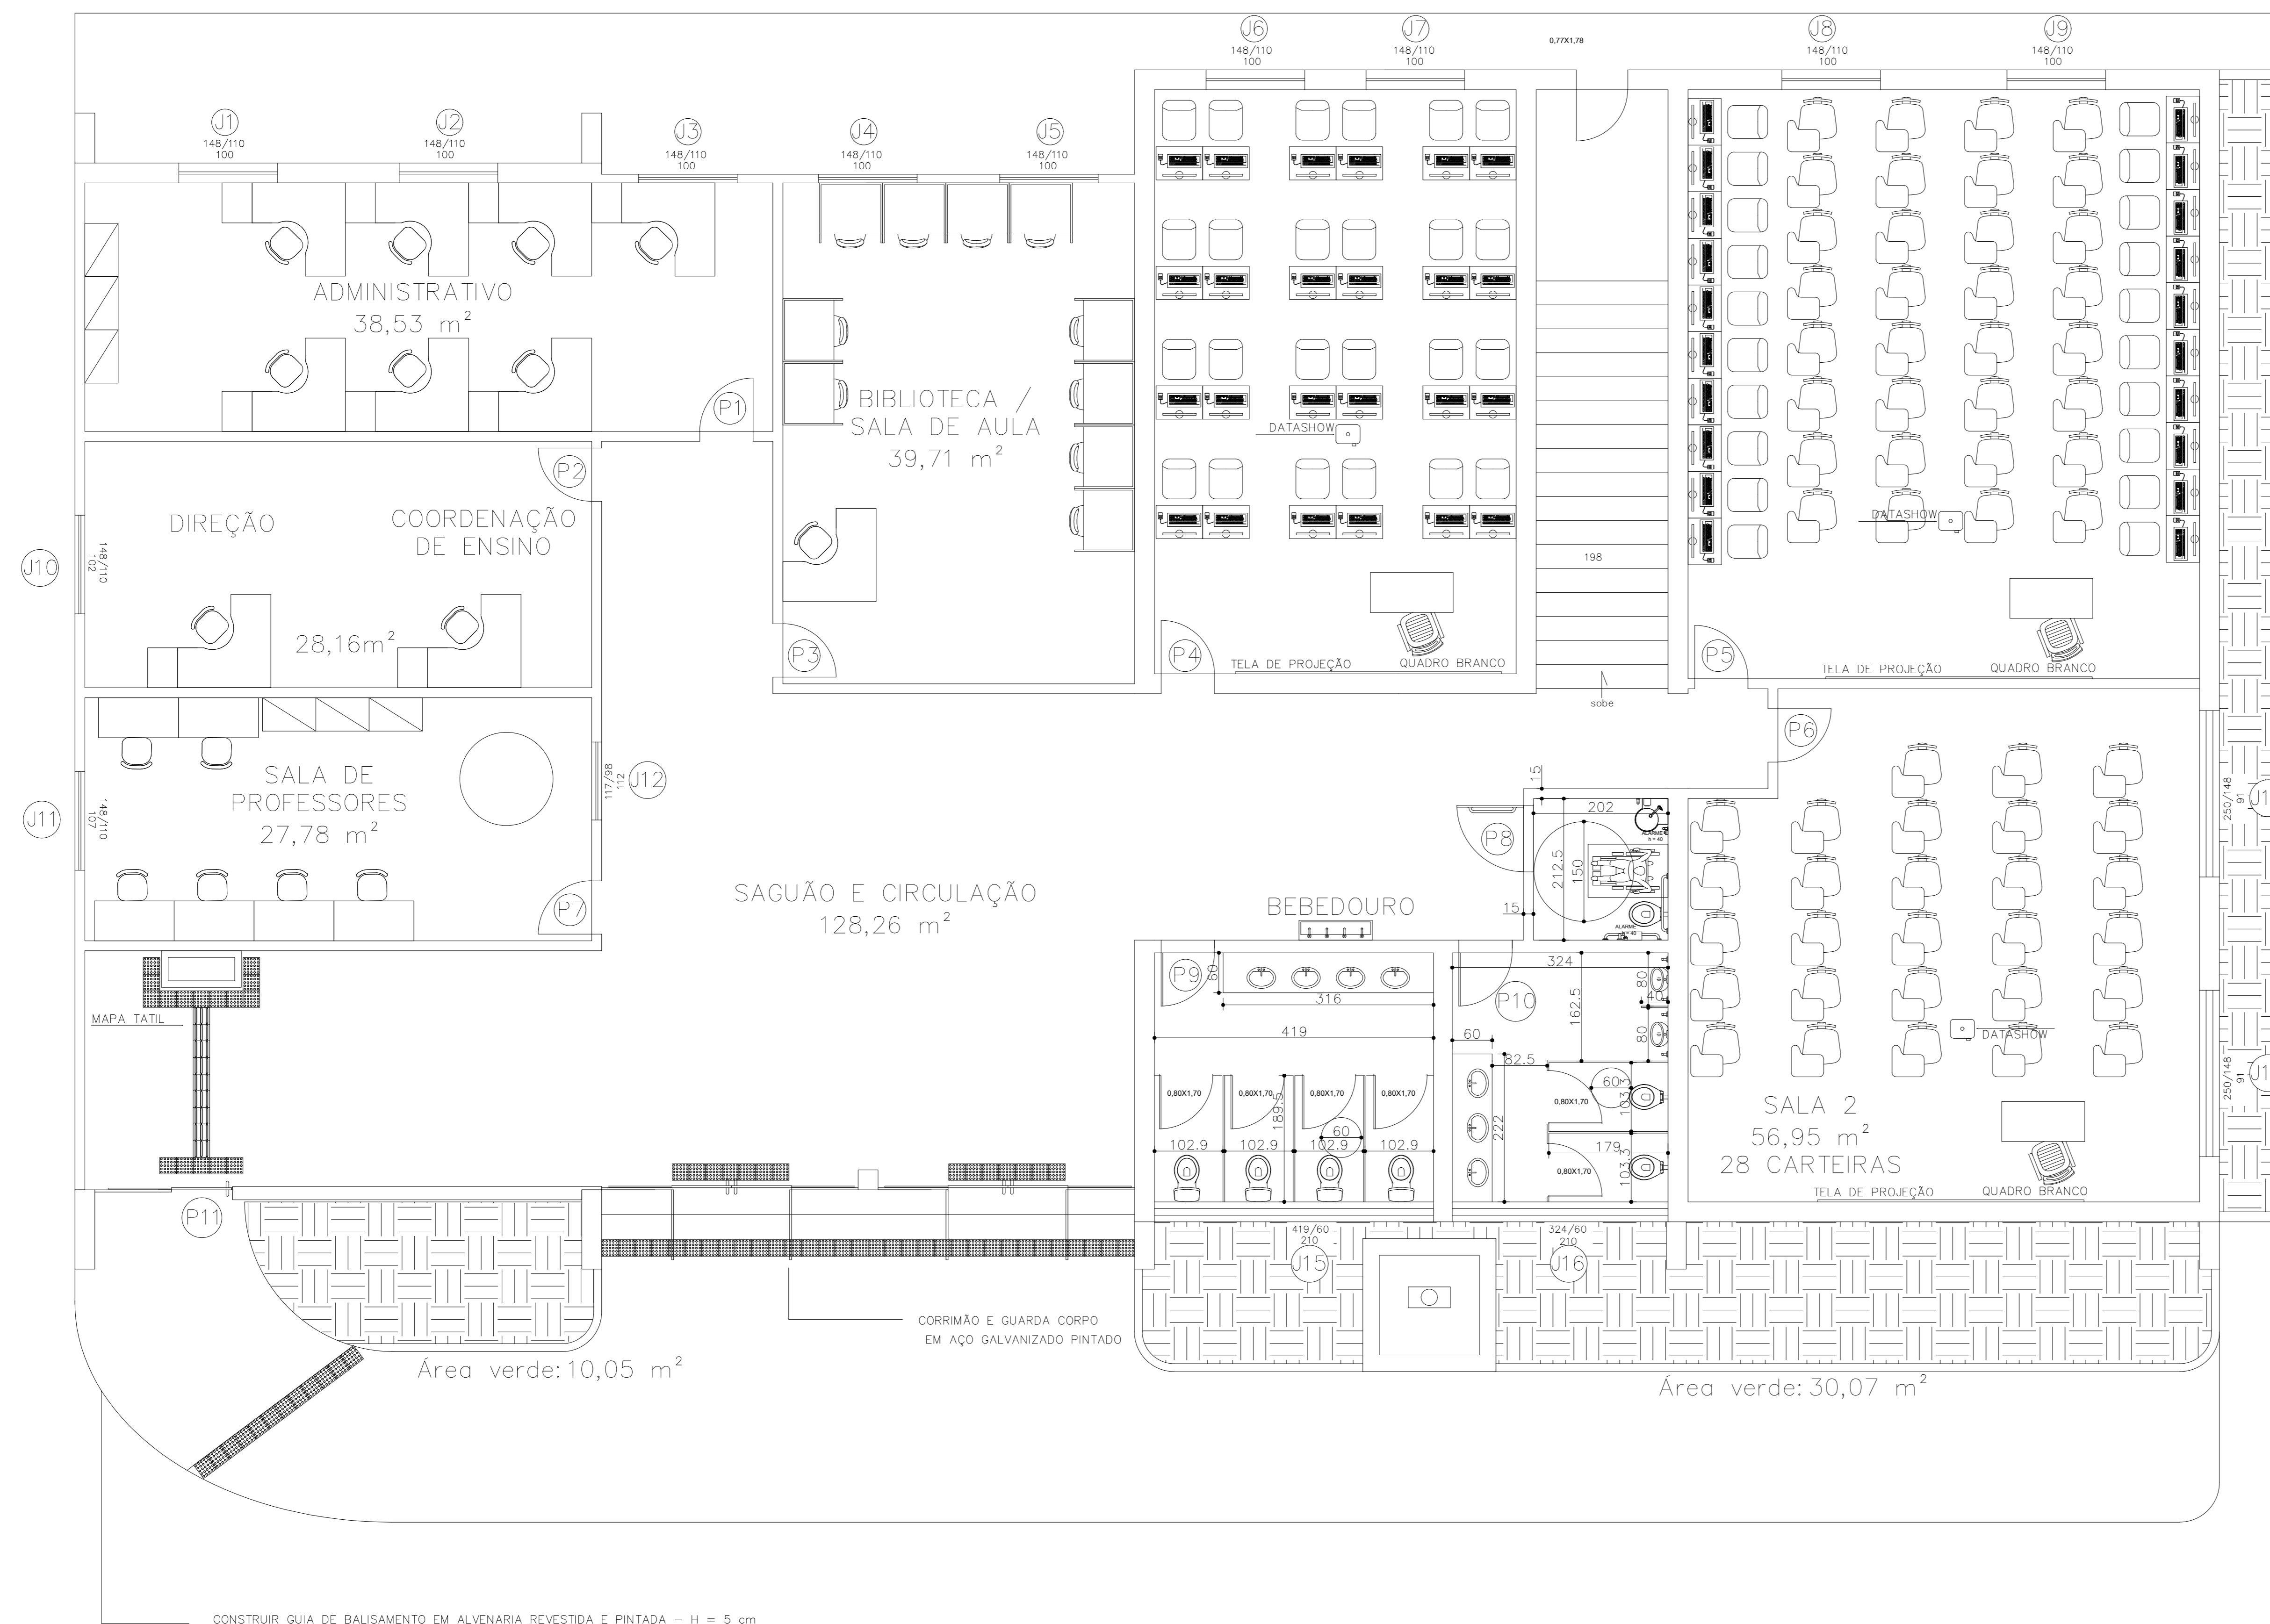 J6
148/110
100
J7
148/110
100
0,77X1,78
J8
148/110
100
J9
148/110
100
J1
148/110
100
J2
148/110
100
J3
148/110
100
J4
148/110
100
J5
148/110
100
ADMINISTRATIVO
38,53 m²
P1
BIBLIOTECA /
SALA DE AULA
39,71 m²
DATASHOW
P2
DIREÇÃO
COORDENAÇÃO
DE ENSINO
J10
148/110
102
28,16m²
DATASHOW
198
P3
P4
TELA DE PROJEÇÃO
QUADRO BRANCO
P5
TELA DE PROJEÇÃO
QUADRO BRANCO
sobe
P6
SALA DE
PROFESSORES
27,78 m²
J11
148/110
107
117/98
112
J12
15
202
P8
ALARME
h = 40
212.5
150
250/148
91
SAGUÃO E CIRCULAÇÃO
128,26 m²
BEBEDOURO
P7
15
ALARME
h = 40
P9
60
316
419
P10
324
162.5
80
40
80
60
82.5
MAPA TATIL
DATASHOW
0,80X1,70
0,80X1,70
0,80X1,70
0,80X1,70
189.5
60
102.9
102.9
102.9
102.9
222
60
103.3
0,80X1,70
179
103.3
0,80X1,70
250/148
91
SALA 2
56,95 m²
28 CARTEIRAS
TELA DE PROJEÇÃO
QUADRO BRANCO
P11
419/60
210
J15
324/60
210
J16
CORRIMÃO E GUARDA CORPO
EM AÇO GALVANIZADO PINTADO
Área verde: 10,05 m²
Área verde: 30,07 m²
CONSTRUIR GUIA DE BALISAMENTO EM ALVENARIA REVESTIDA E PINTADA – H = 5 cm